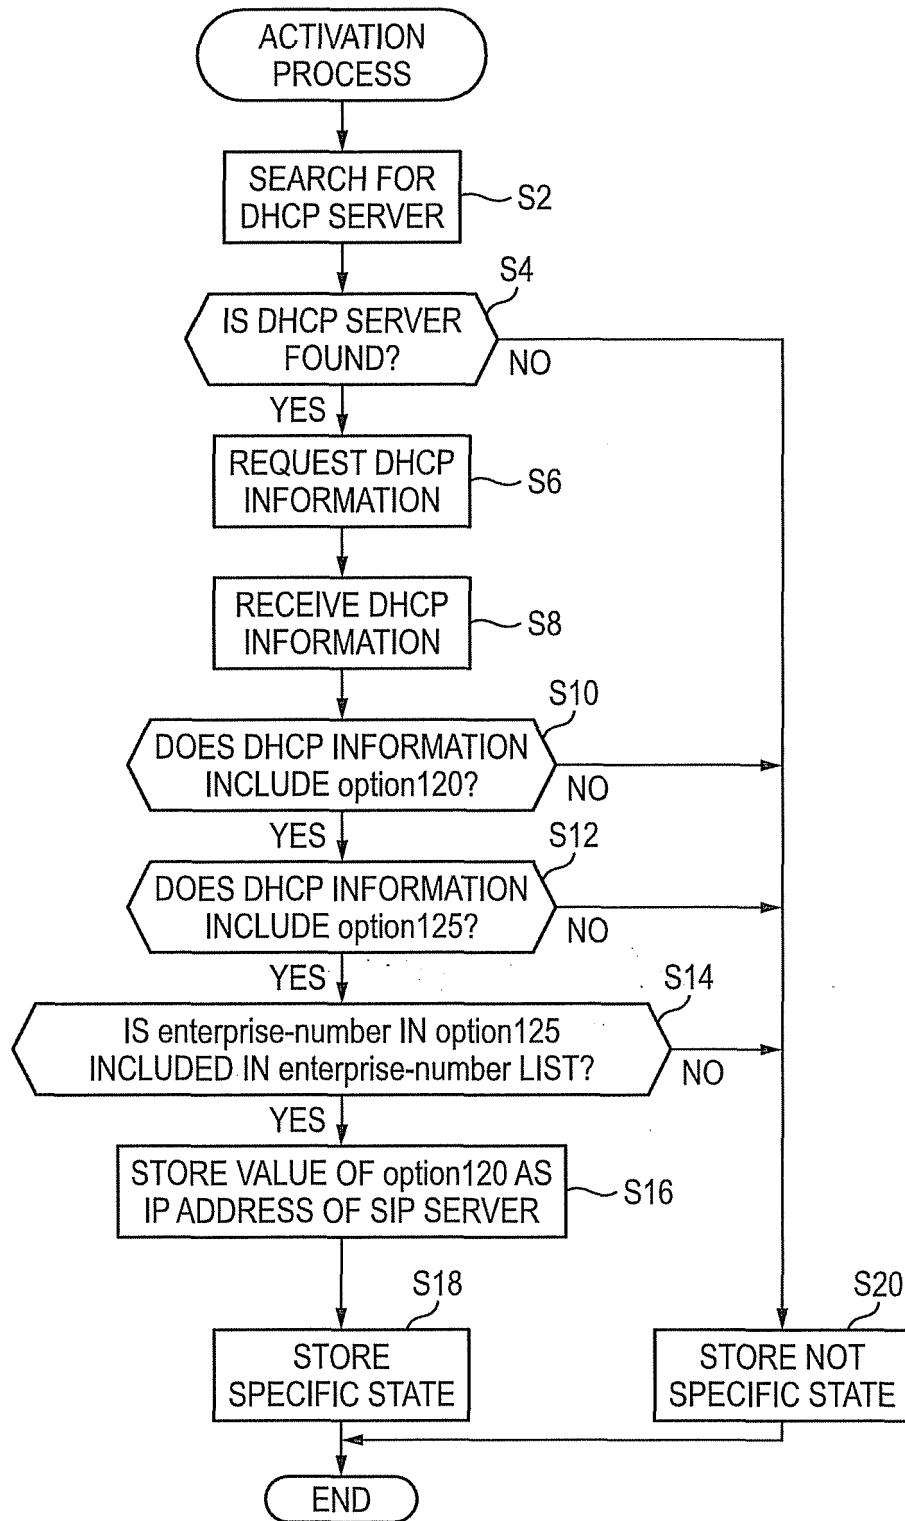 ACTIVATION
PROCESS
SEARCH FOR
DHCP SERVER
S2
S4
IS DHCP SERVER
FOUND?
NO
YES
REQUEST DHCP
INFORMATION
S6
RECEIVE DHCP
INFORMATION
S8
S10
DOES DHCP INFORMATION
INCLUDE option120?
NO
YES
S12
DOES DHCP INFORMATION
INCLUDE option125?
NO
YES
S14
IS enterprise-number IN option125
INCLUDED IN enterprise-number LIST?
NO
YES
STORE VALUE OF option120 AS
IP ADDRESS OF SIP SERVER
S16
S18
STORE
SPECIFIC STATE
S20
STORE NOT
SPECIFIC STATE
END